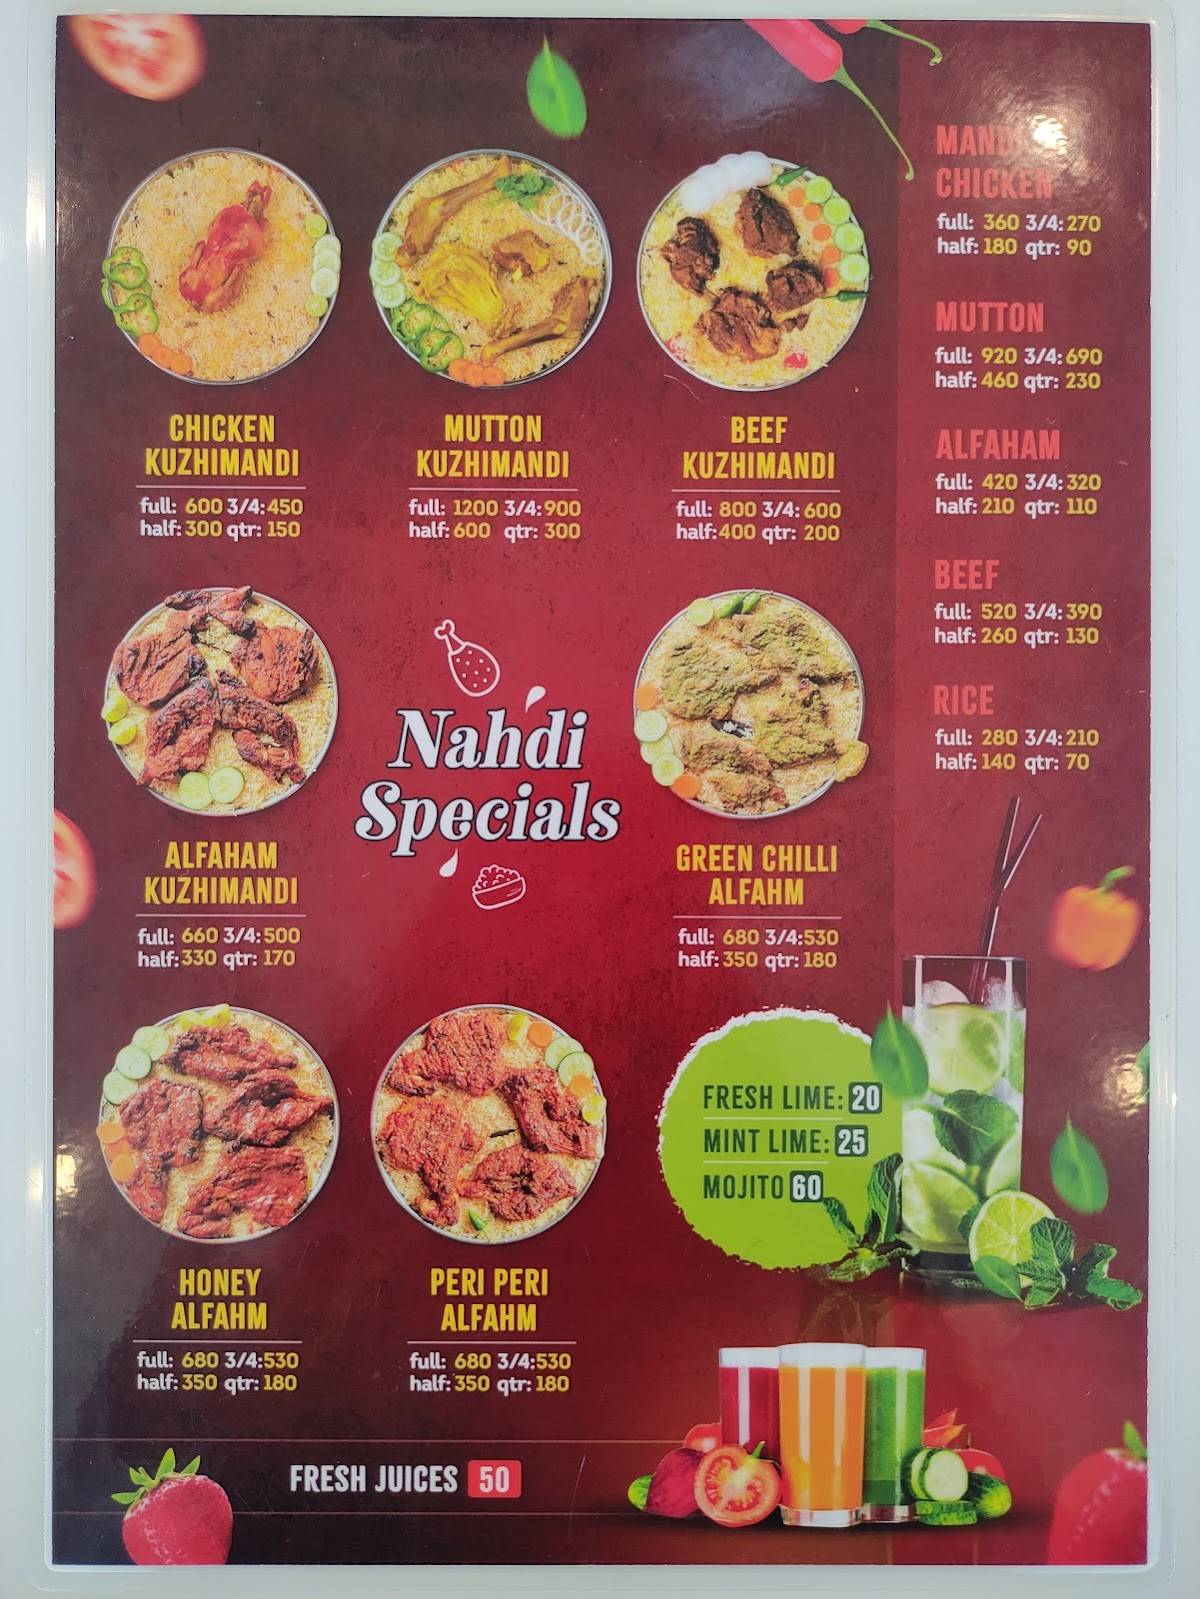 CHICKEN
KUZHIMANDI
full: 600 3/4:450
half: 300 qtr: 150
MUTTON
KUZHIMANDI
full: 1200 3/4:900
half: 600 qtr: 300
BEEF
KUZHIMANDI
full: 800 3/4: 600
half:400 qtr: 200
ALFAHAM
KUZHIMANDI
full: 660 3/4:500
half:330 qtr: 170
Nahdi
Specials
GREEN CHILLI
ALFAHM
full: 680 3/4:530
half: 350 qtr: 180
HONEY
ALFAHM
full: 680 3/4:530
half: 350 qtr: 180
PERI PERI
ALFAHM
full: 680 3/4:530
half: 350 qtr: 180
FRESH LIME: 20
MINT LIME: 25
MOJITO 60
FRESH JUICES 50
CHICKEN
full: 360 3/4: 270
half: 180 qtr: 90
MUTTON
full: 920 3/4: 690
half: 460 qtr: 230
ALFAHAM
full: 420 3/4: 320
half: 210 qtr: 110
BEEF
full: 520 3/4: 390
half: 260 qtr: 130
RICE
full: 280 3/4: 210
half: 140 qtr: 70